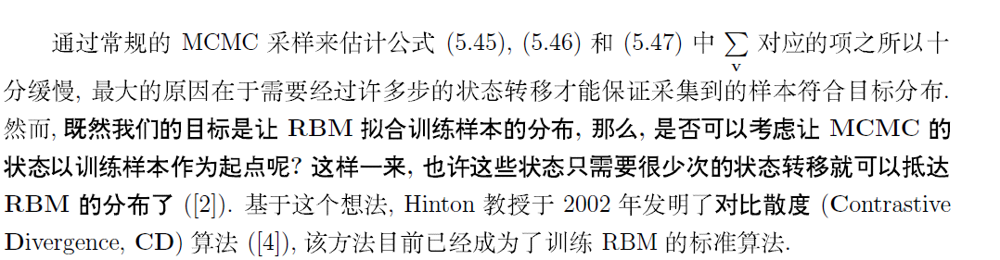 通过常规的 MCMC 采样来估计公式 (5.45), (5.46) 和 (5.47) 中 ∑ 对应的项之所以十
v
分缓慢, 最大的原因在于需要经过许多步的状态转移才能保证采集到的样本符合目标分布.
然而, 既然我们的目标是让 RBM 拟合训练样本的分布, 那么, 是否可以考虑让 MCMC 的
状态以训练样本作为起点呢? 这样一来, 也许这些状态只需要很少次的状态转移就可以抵达
RBM 的分布了 ([2]). 基于这个想法, Hinton 教授于 2002 年发明了对比散度 (Contrastive
Divergence, CD) 算法 ([4]), 该方法目前已经成为了训练 RBM 的标准算法.